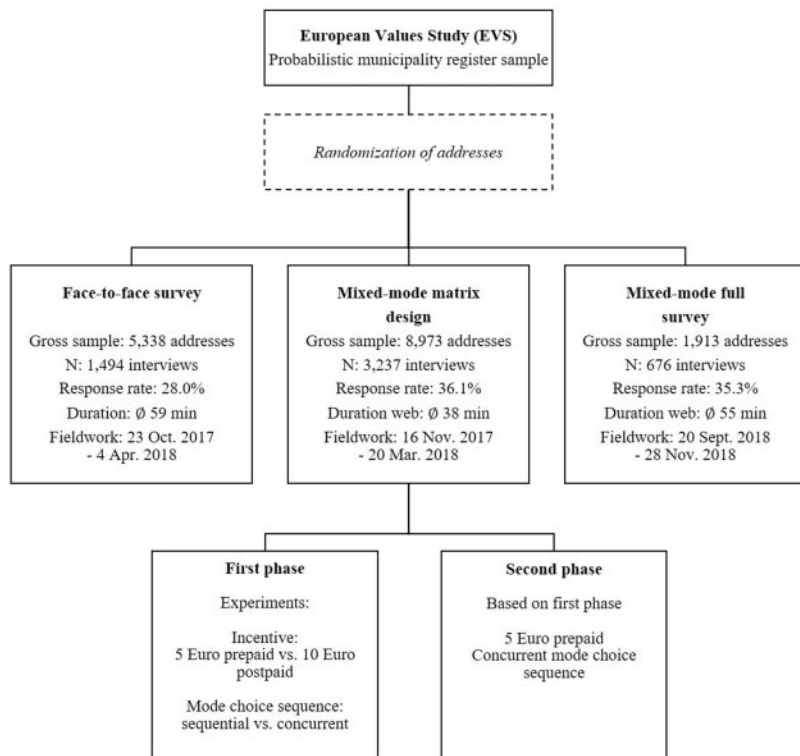 European Values Study (EVS)
Probabilistic municipality register sample
Randomization of addresses
Face-to-face survey
Gross sample: 5,338 addresses
N: 1,494 interviews
Response rate: 28.0%
Duration: ∅ 59 min
Fieldwork: 23 Oct. 2017
- 4 Apr. 2018
Mixed-mode matrix
design
Gross sample: 8,973 addresses
N: 3,237 interviews
Response rate: 36.1%
Duration web: ∅ 38 min
Fieldwork: 16 Nov. 2017
- 20 Mar. 2018
Mixed-mode full
survey
Gross sample: 1,913 addresses
N: 676 interviews
Response rate: 35.3%
Duration web: ∅ 55 min
Fieldwork: 20 Sept. 2018
- 28 Nov. 2018
First phase
Experiments:
Incentive:
5 Euro prepaid vs. 10 Euro
postpaid
Mode choice sequence:
sequential vs. concurrent
Second phase
Based on first phase
5 Euro prepaid
Concurrent mode choice
sequence